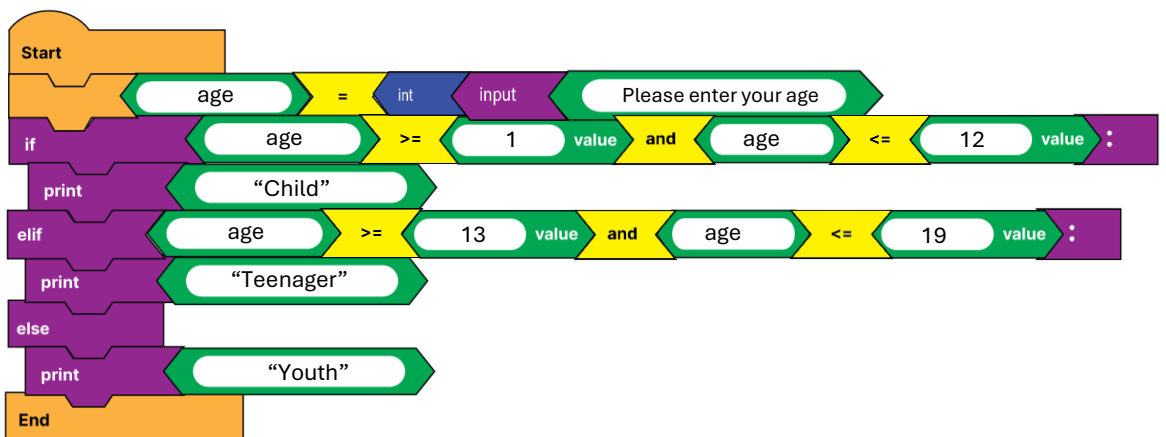 Start
age = int input Please enter your age
if age >= 1 value and age <= 12 value :
print “Child”
elif age >= 13 value and age <= 19 value :
print “Teenager”
else
print “Youth”
End